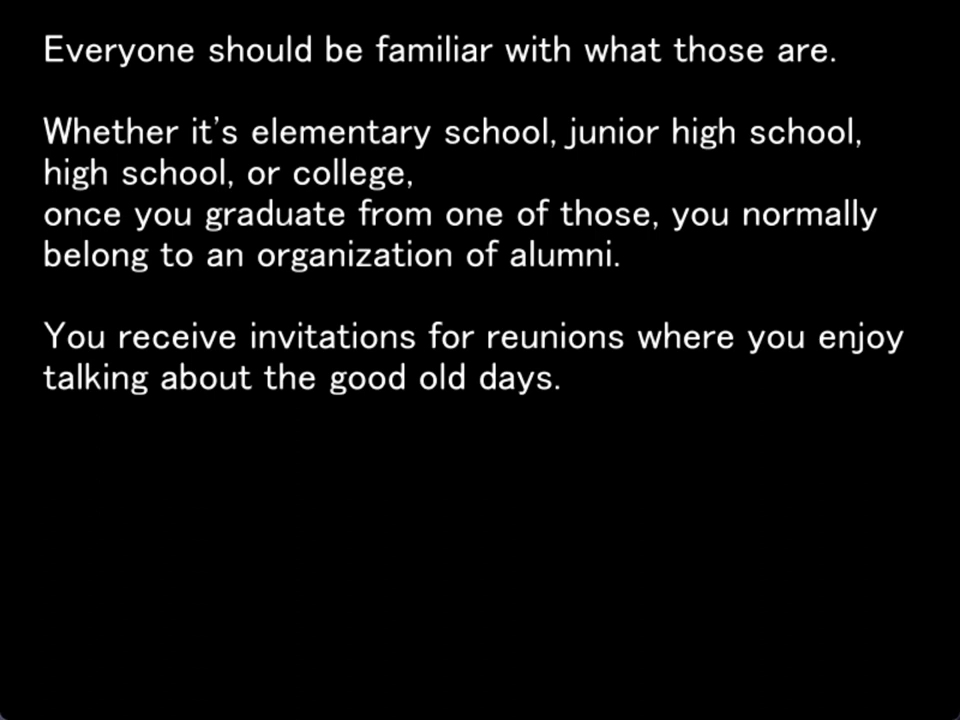 Everyone should be familiar with what those are.
Whether it's elementary school, junior high school,
high school, or college,
once you graduate from one of those, you normally
belong to an organization of alumni.
You receive invitations for reunions where you enjoy
talking about the good old days.